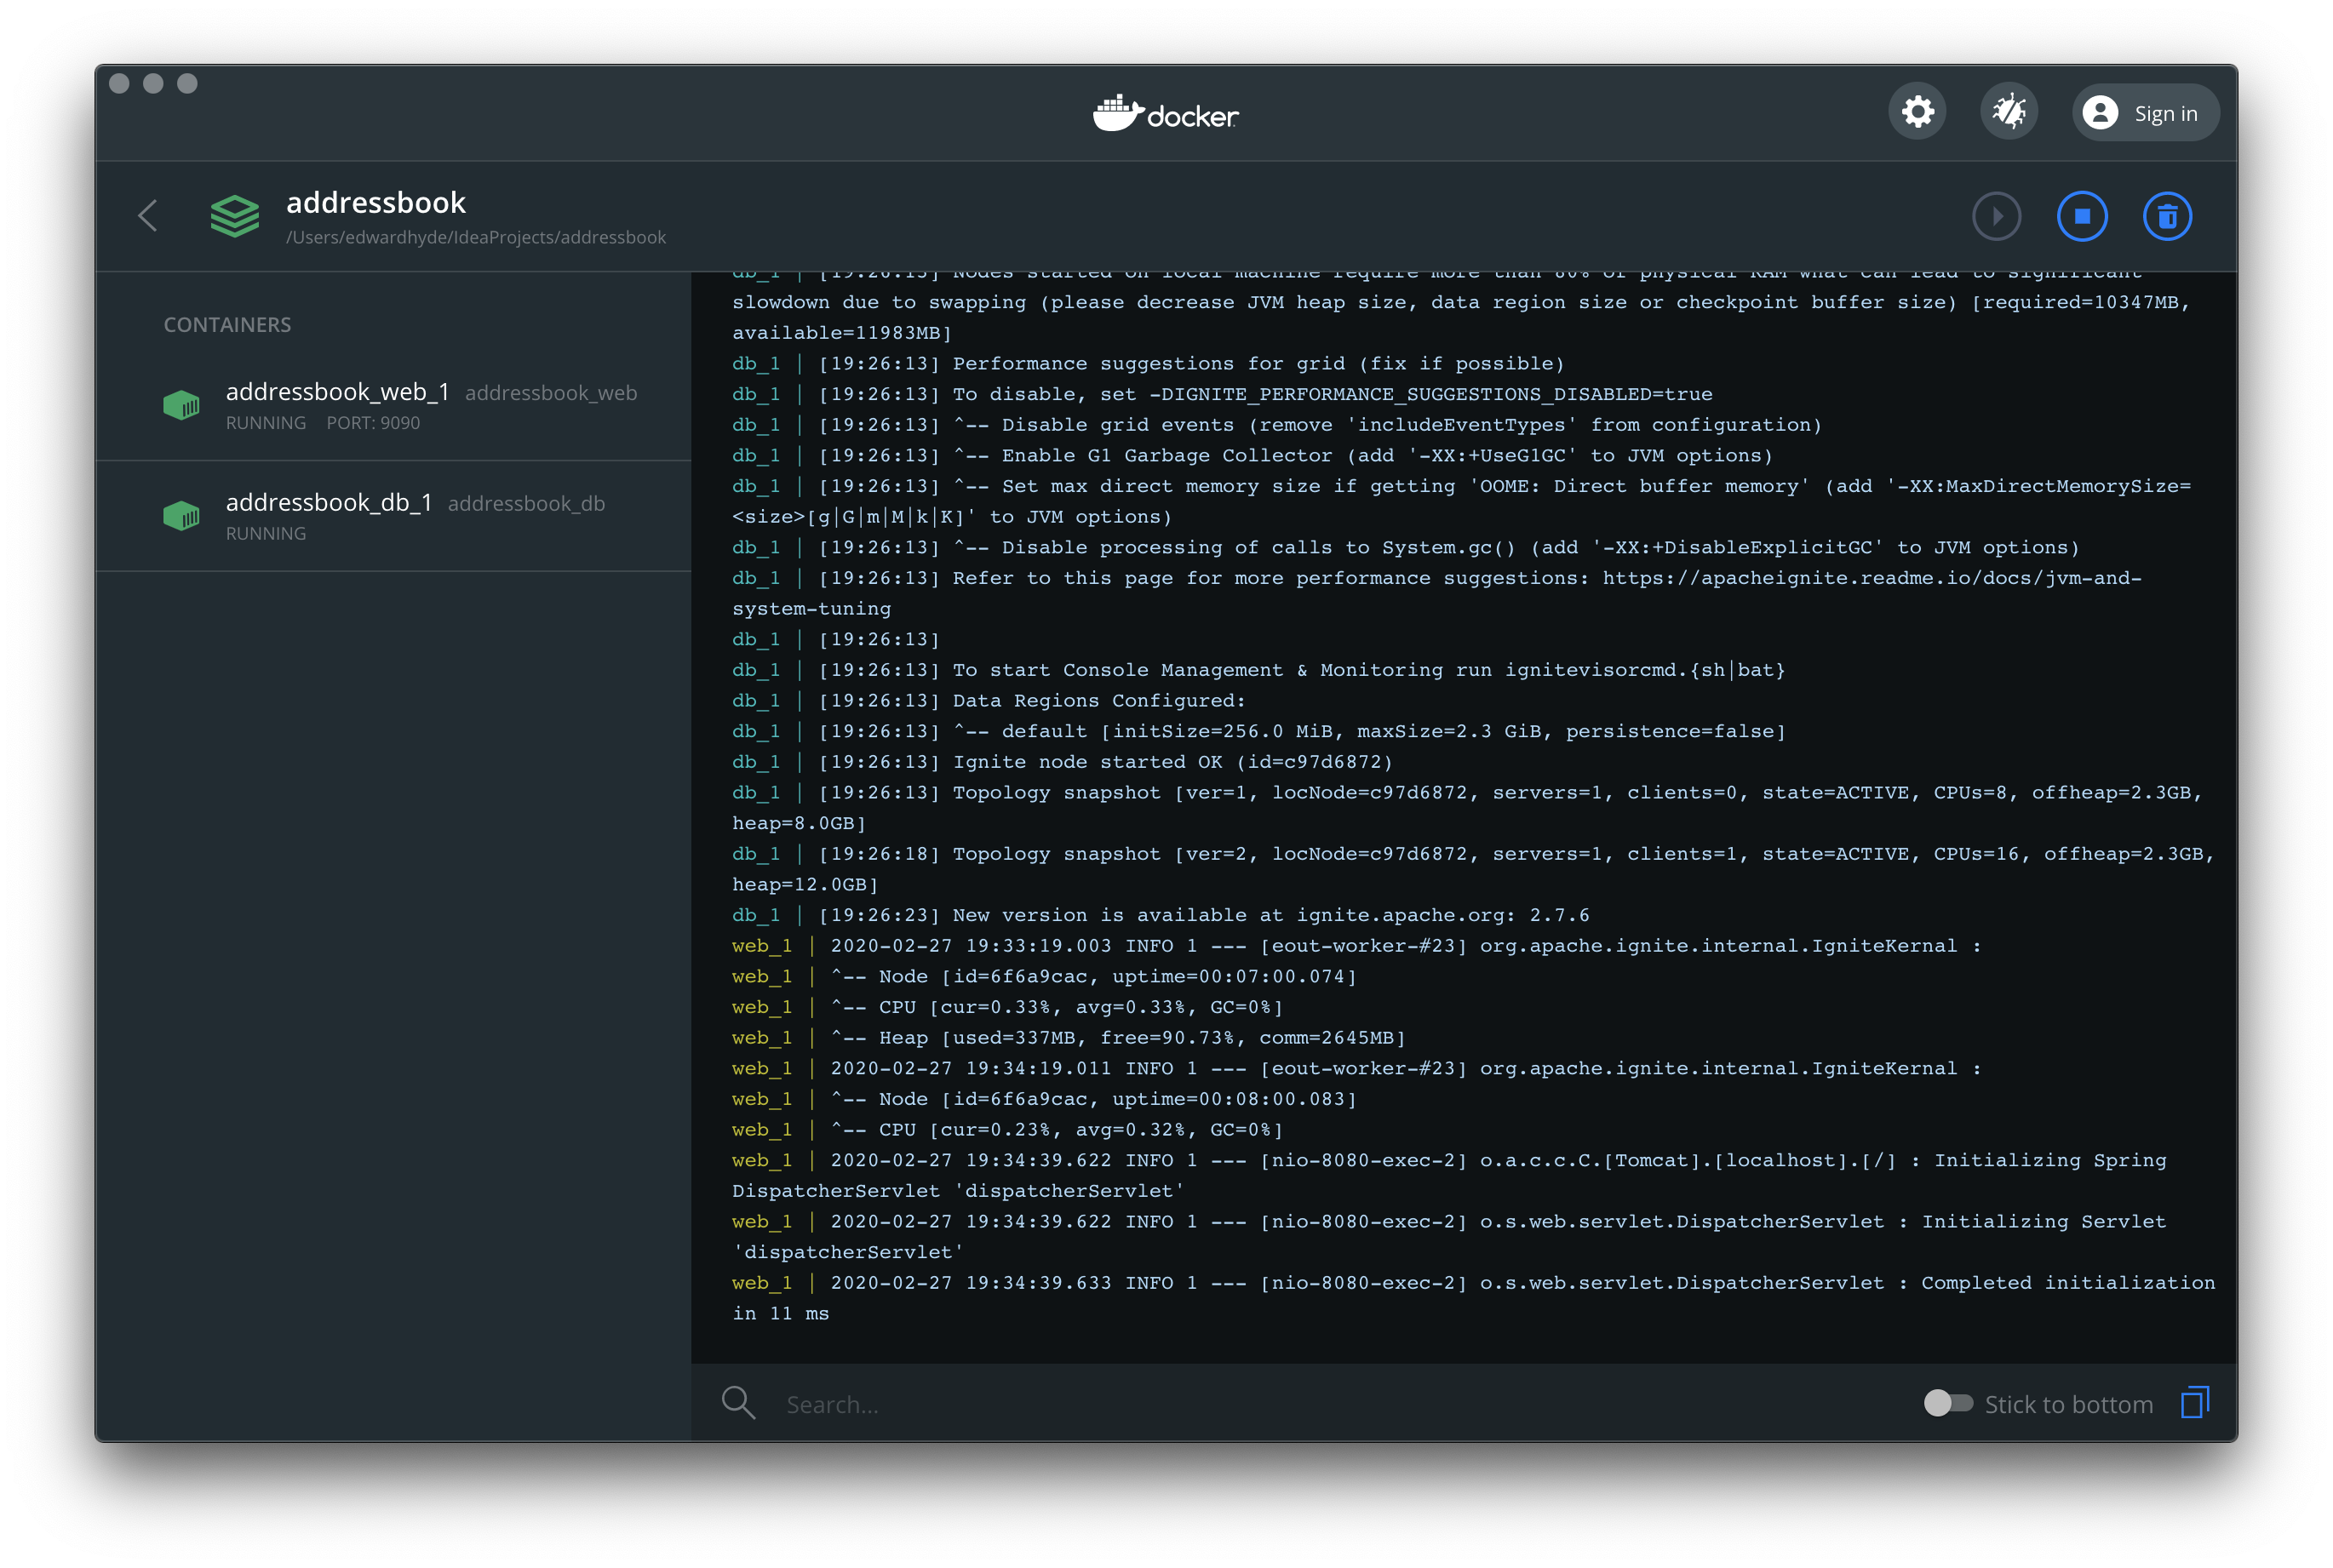 docker
Sign in
addressbook
/Users/edwardhyde/IdeaProjects/addressbook
CONTAINERS
addressbook_web_1 addressbook_web
RUNNING PORT: 9090
addressbook_db_1 addressbook_db
RUNNING
db_1 | [19:26:13] Nodes started on local machine require more than 80% of physical RAM what can lead to significant
slowdown due to swapping (please decrease JVM heap size, data region size or checkpoint buffer size) [required=10347MB,
available=11983MB]
db_1 | [19:26:13] Performance suggestions for grid (fix if possible)
db_1 | [19:26:13] To disable, set -DIGNITE_PERFORMANCE_SUGGESTIONS_DISABLED=true
db_1 | [19:26:13] ^-- Disable grid events (remove 'includeEventTypes' from configuration)
db_1 | [19:26:13] ^-- Enable G1 Garbage Collector (add '-XX:+UseG1GC' to JVM options)
db_1 | [19:26:13] ^-- Set max direct memory size if getting 'OOME: Direct buffer memory' (add '-XX:MaxDirectMemorySize=
<size>[g|G|m|M|k|K]' to JVM options)
db_1 | [19:26:13] ^-- Disable processing of calls to System.gc() (add '-XX:+DisableExplicitGC' to JVM options)
db_1 | [19:26:13] Refer to this page for more performance suggestions: https://apacheignite.readme.io/docs/jvm-and-
system-tuning
db_1 | [19:26:13]
db_1 | [19:26:13] To start Console Management & Monitoring run ignitevisorcmd.{sh|bat}
db_1 | [19:26:13] Data Regions Configured:
db_1 | [19:26:13] ^-- default [initSize=256.0 MiB, maxSize=2.3 GiB, persistence=false]
db_1 | [19:26:13] Ignite node started OK (id=c97d6872)
db_1 | [19:26:13] Topology snapshot [ver=1, locNode=c97d6872, servers=1, clients=0, state=ACTIVE, CPUs=8, offheap=2.3GB,
heap=8.0GB]
db_1 | [19:26:18] Topology snapshot [ver=2, locNode=c97d6872, servers=1, clients=1, state=ACTIVE, CPUs=16, offheap=2.3GB,
heap=12.0GB]
db_1 | [19:26:23] New version is available at ignite.apache.org: 2.7.6
web_1 | 2020-02-27 19:33:19.003 INFO 1 --- [eout-worker-#23] org.apache.ignite.internal.IgniteKernal :
web_1 | ^-- Node [id=6f6a9cac, uptime=00:07:00.074]
web_1 | ^-- CPU [cur=0.33%, avg=0.33%, GC=0%]
web_1 | ^-- Heap [used=337MB, free=90.73%, comm=2645MB]
web_1 | 2020-02-27 19:34:19.011 INFO 1 --- [eout-worker-#23] org.apache.ignite.internal.IgniteKernal :
web_1 | ^-- Node [id=6f6a9cac, uptime=00:08:00.083]
web_1 | ^-- CPU [cur=0.23%, avg=0.32%, GC=0%]
web_1 | 2020-02-27 19:34:39.622 INFO 1 --- [nio-8080-exec-2] o.a.c.c.C.[Tomcat].[localhost].[/] : Initializing Spring
DispatcherServlet 'dispatcherServlet'
web_1 | 2020-02-27 19:34:39.622 INFO 1 --- [nio-8080-exec-2] o.s.web.servlet.DispatcherServlet : Initializing Servlet
'dispatcherServlet'
web_1 | 2020-02-27 19:34:39.633 INFO 1 --- [nio-8080-exec-2] o.s.web.servlet.DispatcherServlet : Completed initialization
in 11 ms
Search...
Stick to bottom